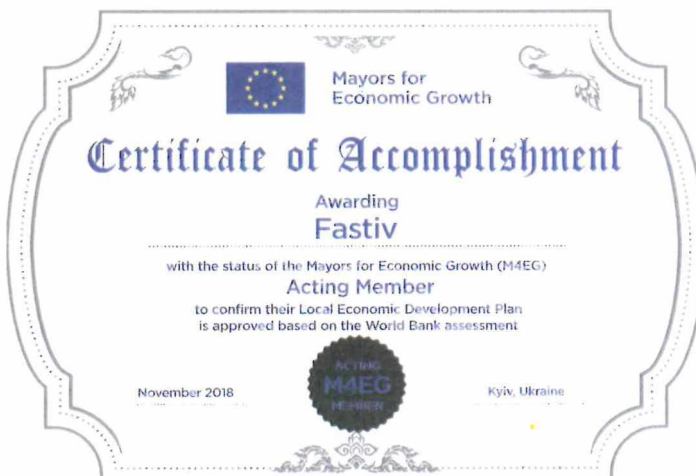 Mayors for
Economic Growth
Certificate of Accomplishment
Awarding
Fastiv
with the status of the Mayors for Economic Growth (M4EG)
Acting Member
to confirm their Local Economic Development Plan
is approved based on the World Bank assessment
ACTING
M4EG
MEMBER
November 2018
Kyiv, Ukraine